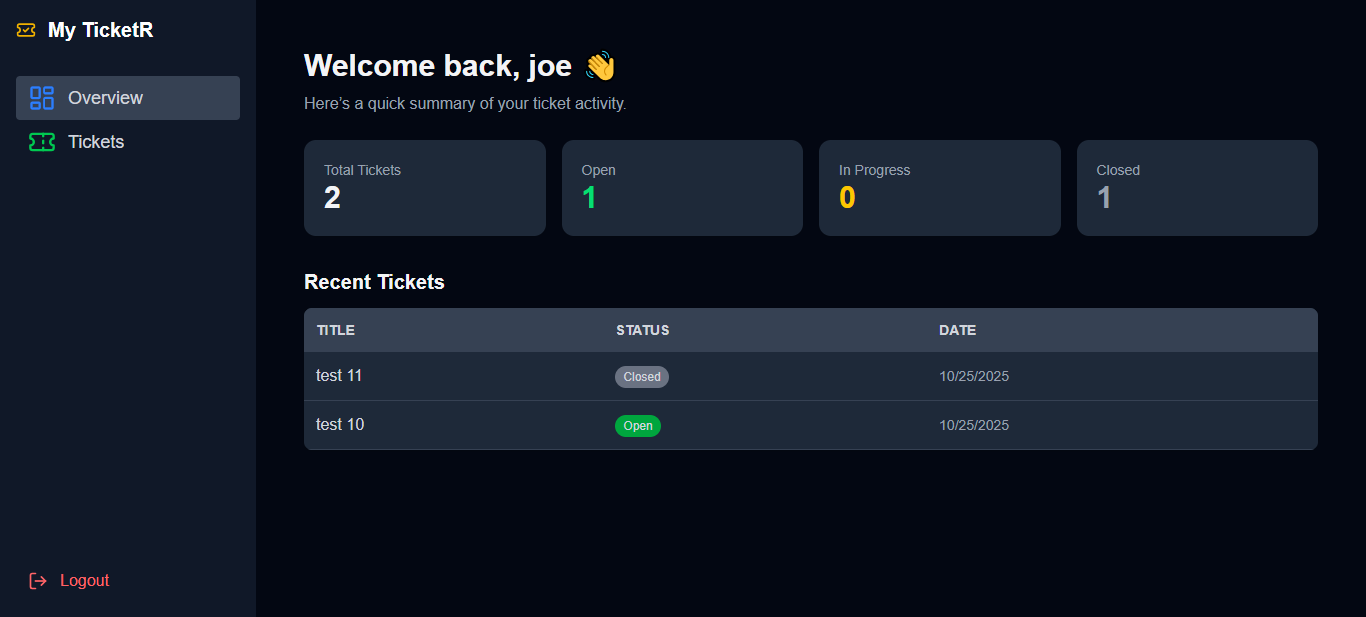 My TicketR
Overview
Tickets
Logout
Welcome back, joe 👋
Here’s a quick summary of your ticket activity.
Total Tickets
2
Open
1
In Progress
0
Closed
1
Recent Tickets
TITLE STATUS DATE
test 11 Closed 10/25/2025
test 10 Open 10/25/2025